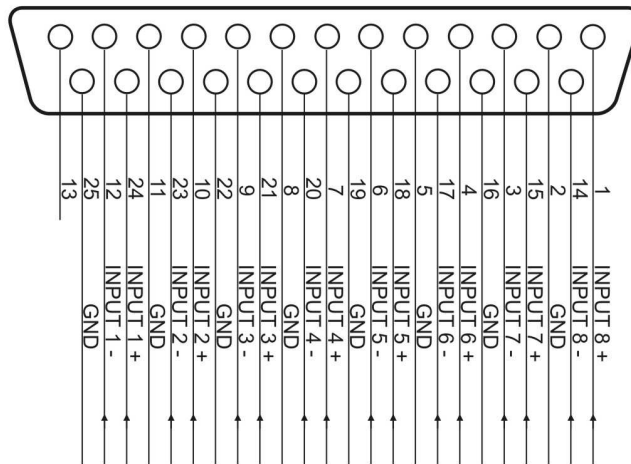 1 INPUT 8 +
14 INPUT 8 -
2 GND
15 INPUT 7 +
3 INPUT 7 -
16 GND
4 INPUT 6 +
17 INPUT 6 -
5 GND
18 INPUT 5 +
6 INPUT 5 -
19 GND
7 INPUT 4 +
20 INPUT 4 -
8 GND
21 INPUT 3 +
9 INPUT 3 -
22 GND
10 INPUT 2 +
23 INPUT 2 -
11 GND
24 INPUT 1 +
12 INPUT 1 -
25 GND
13